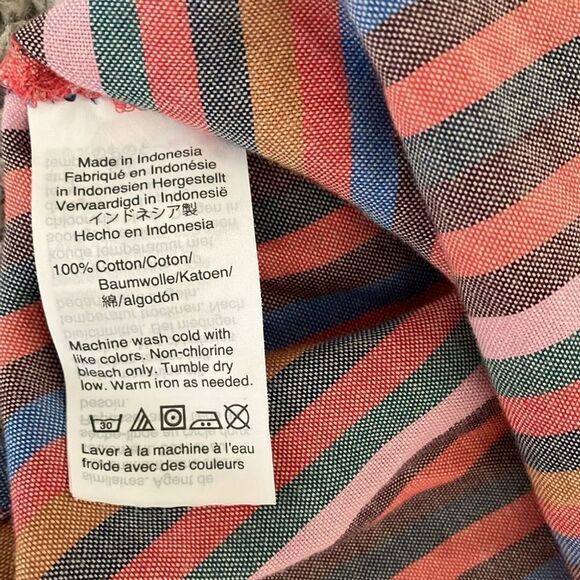 Made in Indonesia
Fabriqué en Indonésie
in Indonesien Hergestellt
Vervaardigd in Indonesië
インドネシア製
Hecho en Indonesia
100% Cotton/Coton/
Baumwolle/Katoen/
綿/algodón
Machine wash cold with
like colors. Non-chlorine
bleach only. Tumble dry
low. Warm iron as needed.
30
Laver à la machine à l'eau
froide avec des couleurs